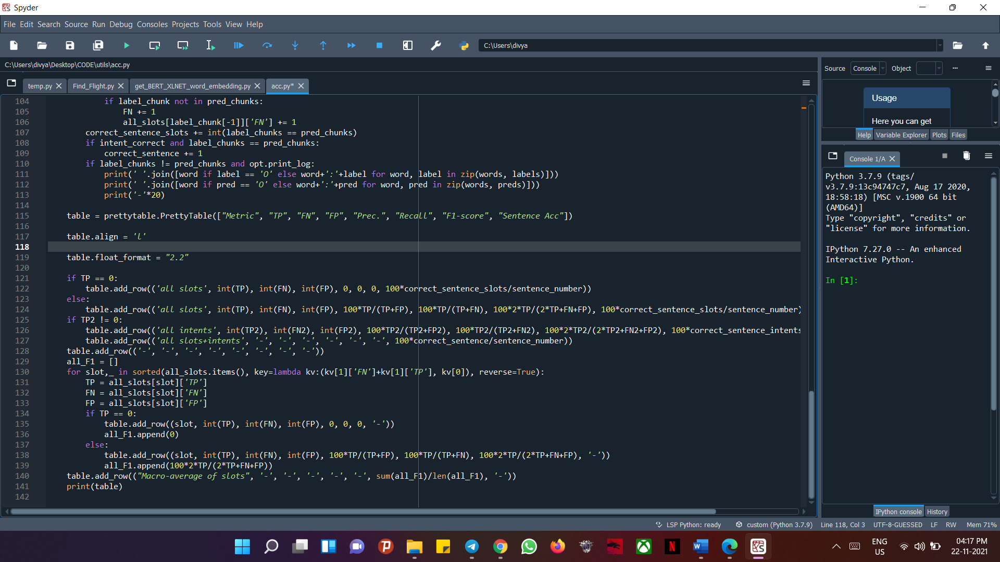 Spyder
File Edit Search Source Run Debug Consoles Projects Tools View Help
C:\Users\divya
C:\Users\divya\Desktop\CODE\utils\acc.py
temp.py Find_Flight.py get_BERT_XLNET_word_embedding.py acc.py*
104 if label_chunk not in pred_chunks:
105 FN += 1
106 all_slots[label_chunk[-1]]['FN'] += 1
107 correct_sentence_slots += int(label_chunks == pred_chunks)
108 if intent_correct and label_chunks == pred_chunks:
109 correct_sentence += 1
110 if label_chunks != pred_chunks and opt.print_log:
111 print(' '.join([word if label == 'O' else word+':'+label for word, label in zip(words, labels)]))
112 print(' '.join([word if pred == 'O' else word+':'+pred for word, pred in zip(words, preds)]))
113 print('-'*20)
114
115 table = prettytable.PrettyTable(["Metric", "TP", "FN", "FP", "Prec.", "Recall", "F1-score", "Sentence Acc"])
116
117 table.align = 'l'
118
119 table.float_format = "2.2"
120
121 if TP == 0:
122 table.add_row(('all slots', int(TP), int(FN), int(FP), 0, 0, 0, 100*correct_sentence_slots/sentence_number))
123 else:
124 table.add_row(('all slots', int(TP), int(FN), int(FP), 100*TP/(TP+FP), 100*TP/(TP+FN), 100*2*TP/(2*TP+FN+FP), 100*correct_sentence_slots/sentence_number)
125 if TP2 != 0:
126 table.add_row(('all intents', int(TP2), int(FN2), int(FP2), 100*TP2/(TP2+FP2), 100*TP2/(TP2+FN2), 100*2*TP2/(2*TP2+FN2+FP2), 100*correct_sentence_intents
127 table.add_row(('all slots+intents', '-', '-', '-', '-', '-', '-', 100*correct_sentence/sentence_number))
128 table.add_row(('-', '-', '-', '-', '-', '-', '-', '-'))
129 all_F1 = []
130 for slot,_ in sorted(all_slots.items(), key=lambda kv:(kv[1]['FN']+kv[1]['TP'], kv[0]), reverse=True):
131 TP = all_slots[slot]['TP']
132 FN = all_slots[slot]['FN']
133 FP = all_slots[slot]['FP']
134 if TP == 0:
135 table.add_row((slot, int(TP), int(FN), int(FP), 0, 0, 0, '-'))
136 all_F1.append(0)
137 else:
138 table.add_row((slot, int(TP), int(FN), int(FP), 100*TP/(TP+FP), 100*TP/(TP+FN), 100*2*TP/(2*TP+FN+FP), '-'))
139 all_F1.append(100*2*TP/(2*TP+FN+FP))
140 table.add_row(("Macro-average of slots", '-', '-', '-', '-', '-', sum(all_F1)/len(all_F1), '-'))
141 print(table)
142
Source Console Object
Usage
Here you can get
Help Variable Explorer Plots Files
Console 1/A
Python 3.7.9 (tags/
v3.7.9:13c94747c7, Aug 17 2020,
18:58:18) [MSC v.1900 64 bit
(AMD64)]
Type "copyright", "credits" or
"license" for more information.
IPython 7.27.0 -- An enhanced
Interactive Python.
In [1]:
IPython console History
LSP Python: ready custom (Python 3.7.9) Line 118, Col 3 UTF-8-GUESSED LF RW Mem 71%
ENG
US
04:17 PM
22-11-2021